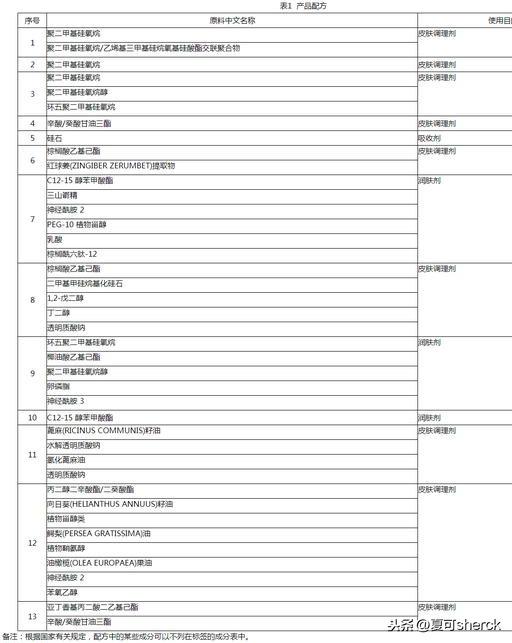 表1 产品配方
序号 原料中文名称 使用目
1 聚二甲基硅氧烷 皮肤调理剂
聚二甲基硅氧烷/乙烯基三甲基硅烷氧基硅酸酯交联聚合物
2 聚二甲基硅氧烷 皮肤调理剂
3 聚二甲基硅氧烷 皮肤调理剂
聚二甲基硅氧烷醇
环五聚二甲基硅氧烷
4 辛酸/癸酸甘油三酯 皮肤调理剂
5 硅石 吸收剂
6 棕榈酸乙基己酯 皮肤调理剂
红球姜(ZINGIBER ZERUMBET)提取物
7 C12-15 醇苯甲酸酯 润肤剂
三山嵛精
神经酰胺 2
PEG-10 植物甾醇
乳酸
棕榈酰六肽-12
8 棕榈酸乙基己酯 皮肤调理剂
二甲基甲硅烷基化硅石
1,2-戊二醇
丁二醇
透明质酸钠
9 环五聚二甲基硅氧烷 润肤剂
椰油酸乙基己酯
聚二甲基硅氧烷醇
卵磷脂
神经酰胺 3
10 C12-15 醇苯甲酸酯 润肤剂
11 蓖麻(RICINUS COMMUNIS)籽油 皮肤调理剂
水解透明质酸钠
氢化蓖麻油
透明质酸钠
12 丙二醇二辛酸酯/二癸酸酯 皮肤调理剂
向日葵(HELIANTHUS ANNUUS)籽油
植物甾醇类
鳄梨(PERSEA GRATISSIMA)油
植物鞘氨醇
油橄榄(OLEA EUROPAEA)果油
神经酰胺 2
苯氧乙醇
13 亚丁香基丙二酸二乙基己酯 皮肤调理剂
辛酸/癸酸甘油三酯
备注：根据国家有关规定，配方中的某些成分可以不列在标签的成分表中。
头条@夏可sherck